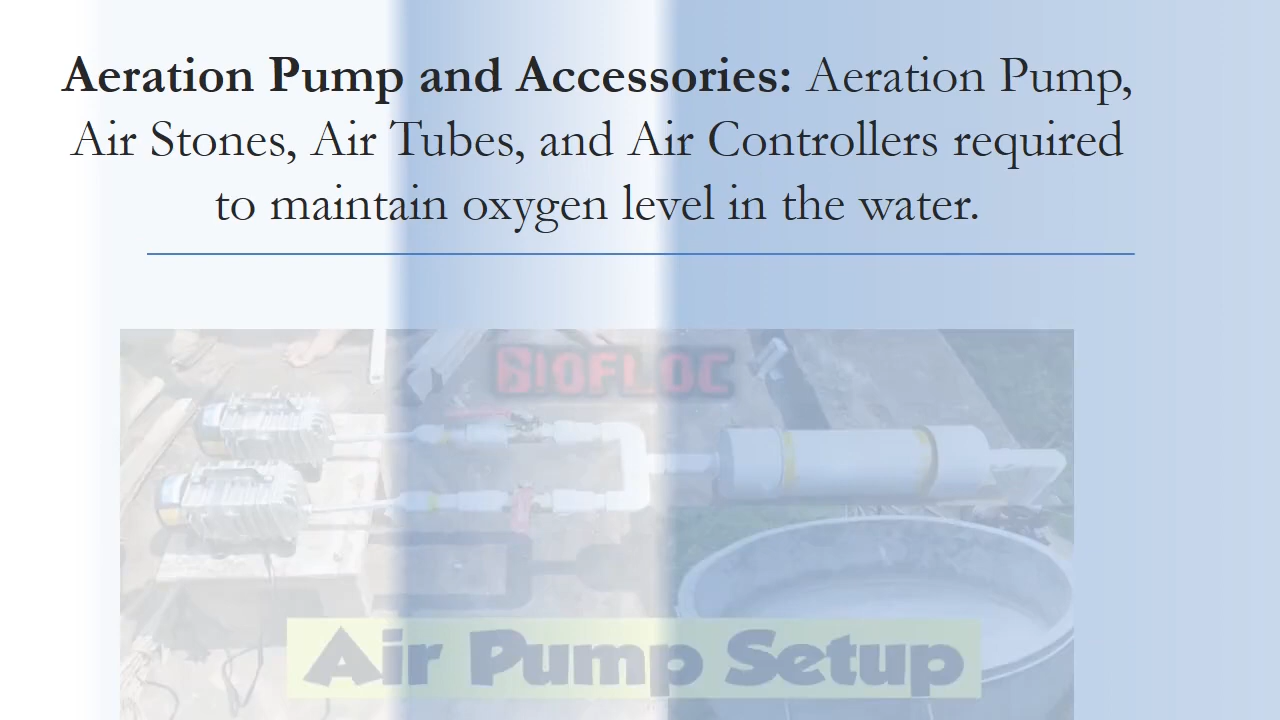 Aeration Pump and Accessories: Aeration Pump,
Air Stones, Air Tubes, and Air Controllers required
to maintain oxygen level in the water.
BIOFLOC
Air Pump Setup